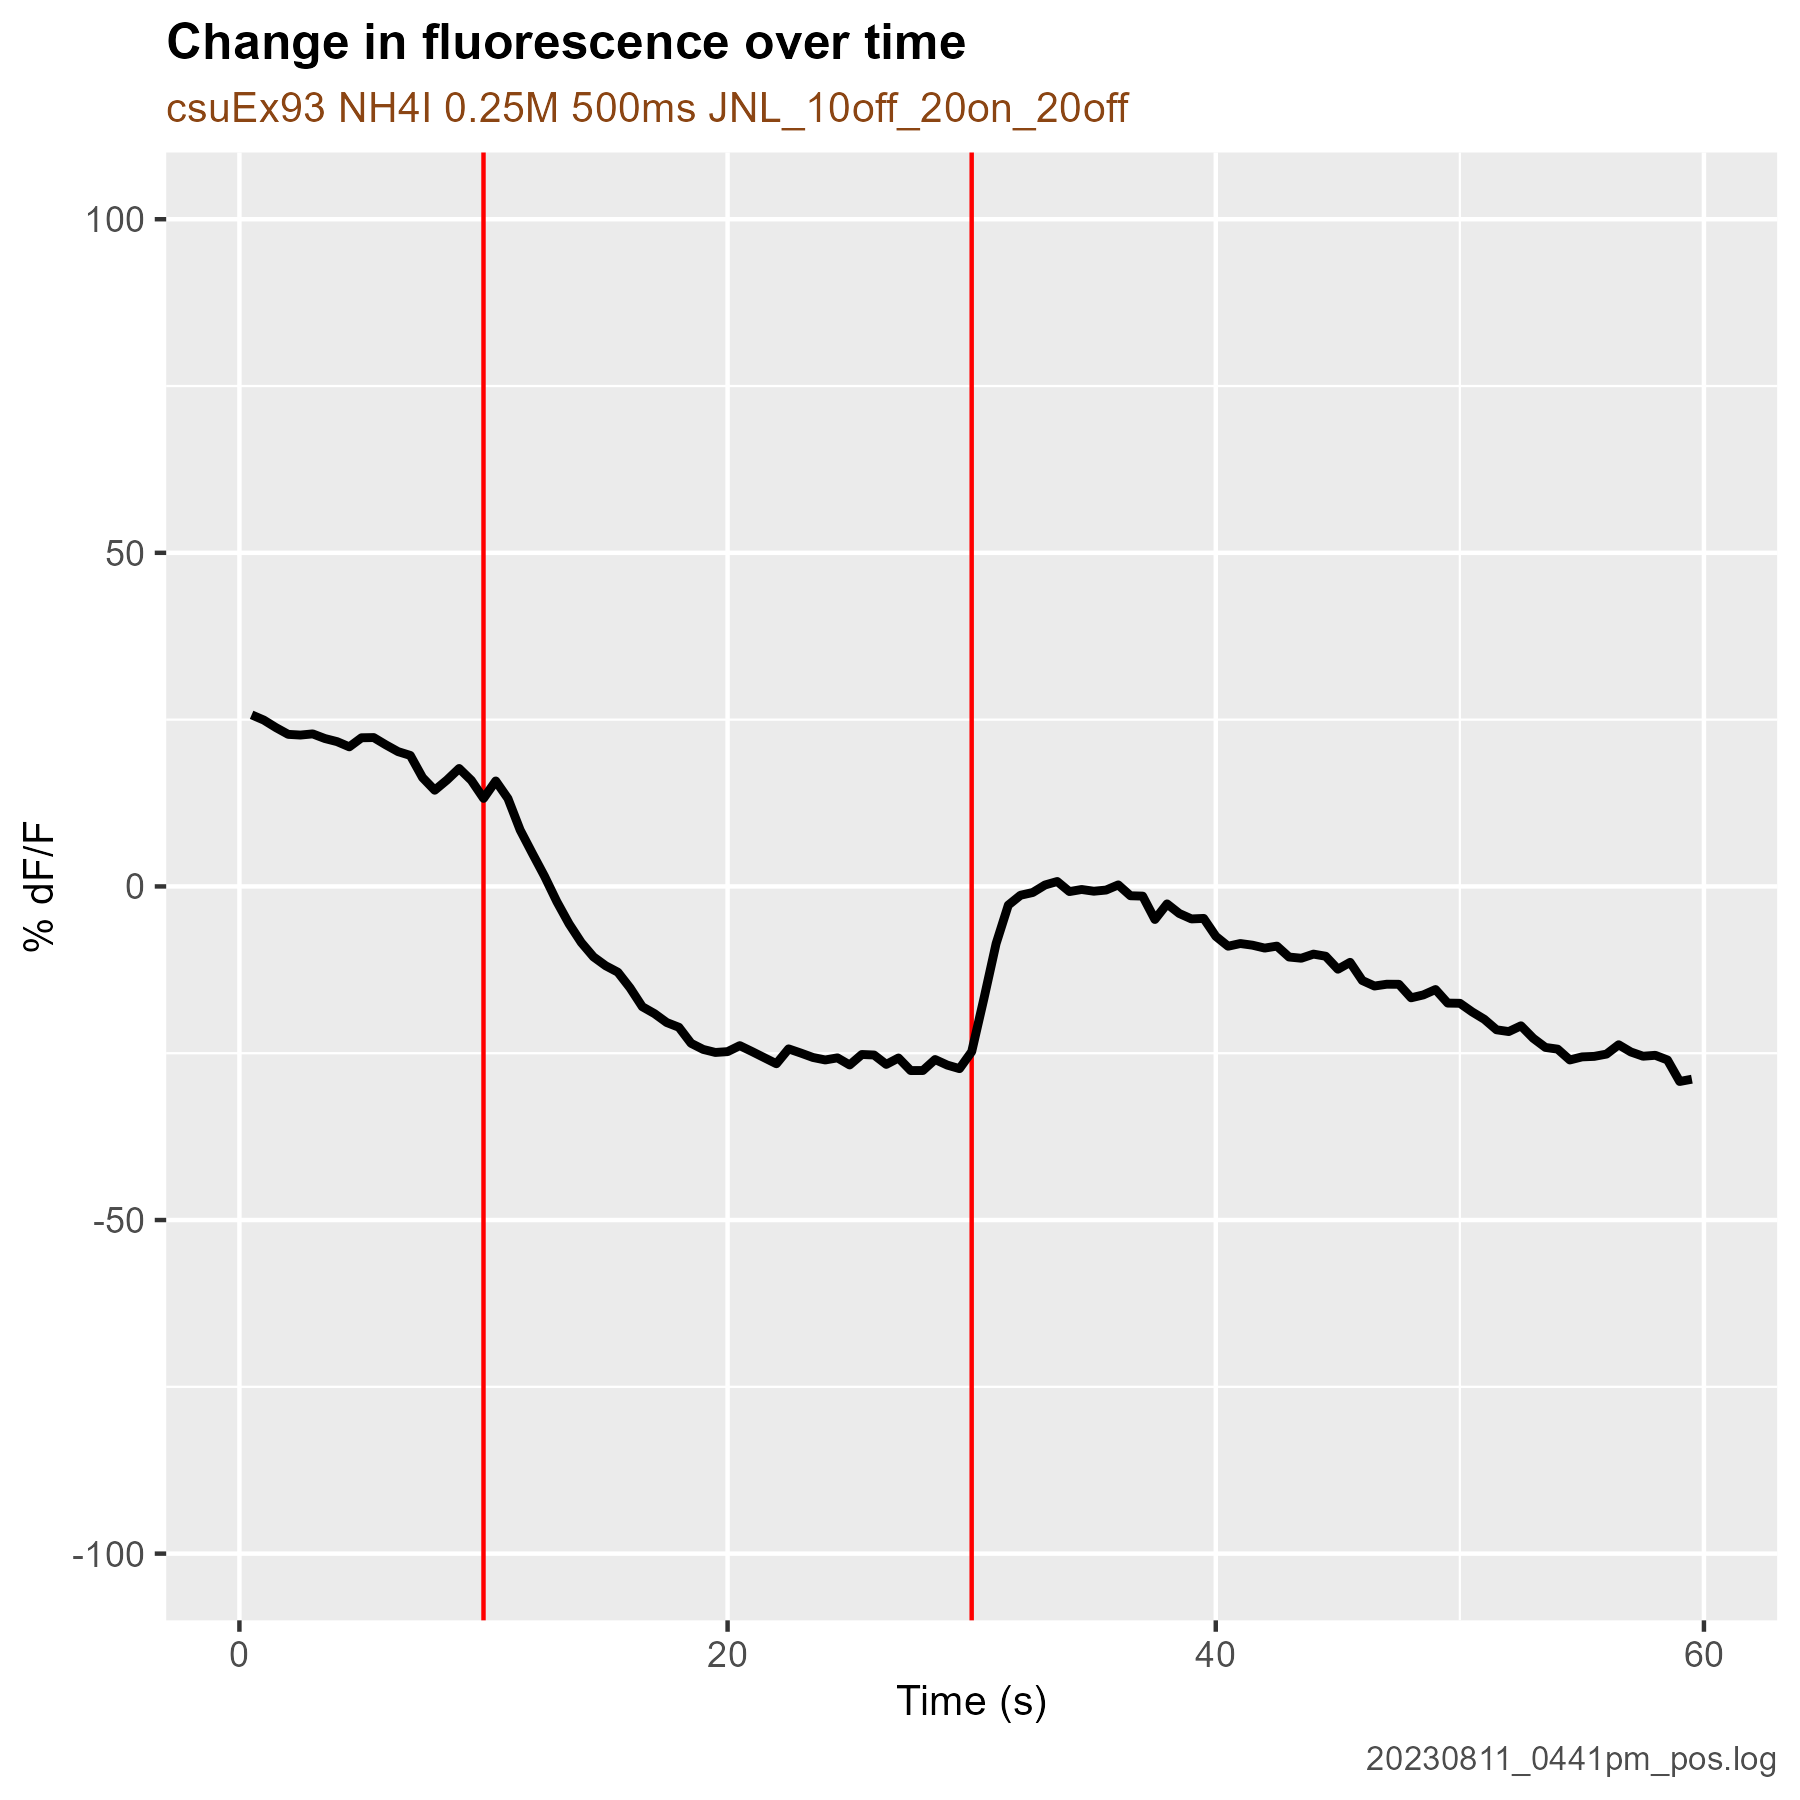 Change in fluorescence over time
csuEx93 NH4I 0.25M 500ms JNL_10off_20on_20off
100
50
0
-50
-100
% dF/F
0 20 40 60
Time (s)
20230811_0441pm_pos.log